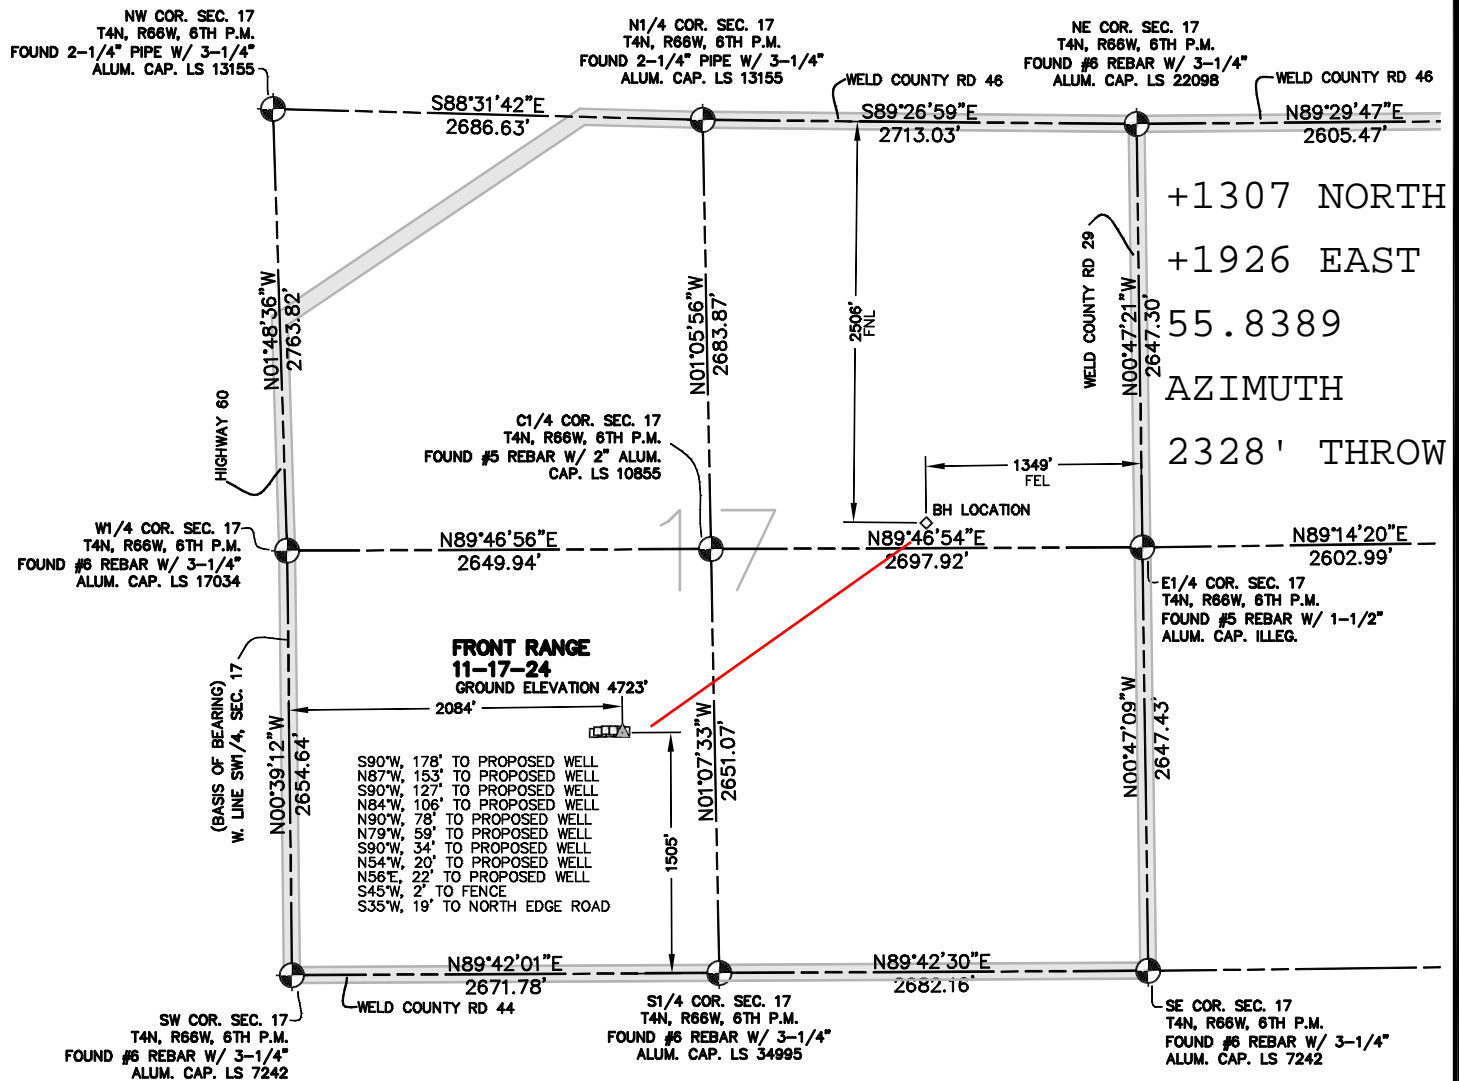 NW COR. SEC. 17
T4N, R66W, 6TH P.M.
FOUND 2-1/4" PIPE W/ 3-1/4"
ALUM. CAP. LS 13155
N1/4 COR. SEC. 17
T4N, R66W, 6TH P.M.
FOUND 2-1/4" PIPE W/ 3-1/4"
ALUM. CAP. LS 13155
NE COR. SEC. 17
T4N, R66W, 6TH P.M.
FOUND #6 REBAR W/ 3-1/4"
ALUM. CAP. LS 22098
WELD COUNTY RD 46
WELD COUNTY RD 46
S88°31'42"E
2686.63'
S89°26'59"E
2713.03'
N89°29'47"E
2605.47'
+1307 NORTH
+1926 EAST
55.8389
AZIMUTH
2328' THROW
N01°48'36"W
2763.82'
N01°05'56"W
2683.87'
2506'
FNL
WELD COUNTY RD 29
N00°47'21"W
2647.30'
HIGHWAY 60
C1/4 COR. SEC. 17
T4N, R66W, 6TH P.M.
FOUND #5 REBAR W/ 2" ALUM.
CAP. LS 10855
1349'
FEL
BH LOCATION
17
W1/4 COR. SEC. 17
T4N, R66W, 6TH P.M.
FOUND #6 REBAR W/ 3-1/4"
ALUM. CAP. LS 17034
N89°46'56"E
2649.94'
N89°46'54"E
2697.92'
N89°14'20"E
2602.99'
E1/4 COR. SEC. 17
T4N, R66W, 6TH P.M.
FOUND #5 REBAR W/ 1-1/2"
ALUM. CAP. ILLEG.
FRONT RANGE
11-17-24
GROUND ELEVATION 4723'
2084'
(BASIS OF BEARING)
W. LINE SW1/4, SEC. 17
N00°39'12"W
2654.64'
N01°07'33"W
2651.07'
N00°47'09"W
2647.43'
1505'
S90°W, 178' TO PROPOSED WELL
N87°W, 153' TO PROPOSED WELL
S90°W, 127' TO PROPOSED WELL
N84°W, 106' TO PROPOSED WELL
N90°W, 78' TO PROPOSED WELL
N79°W, 59' TO PROPOSED WELL
S90°W, 34' TO PROPOSED WELL
N54°W, 20' TO PROPOSED WELL
N56°E, 22' TO PROPOSED WELL
S45°W, 2' TO FENCE
S35°W, 19' TO NORTH EDGE ROAD
N89°42'01"E
2671.78'
N89°42'30"E
2682.16'
WELD COUNTY RD 44
SW COR. SEC. 17
T4N, R66W, 6TH P.M.
FOUND #6 REBAR W/ 3-1/4"
ALUM. CAP. LS 7242
S1/4 COR. SEC. 17
T4N, R66W, 6TH P.M.
FOUND #6 REBAR W/ 3-1/4"
ALUM. CAP. LS 34995
SE COR. SEC. 17
T4N, R66W, 6TH P.M.
FOUND #6 REBAR W/ 3-1/4"
ALUM. CAP. LS 7242